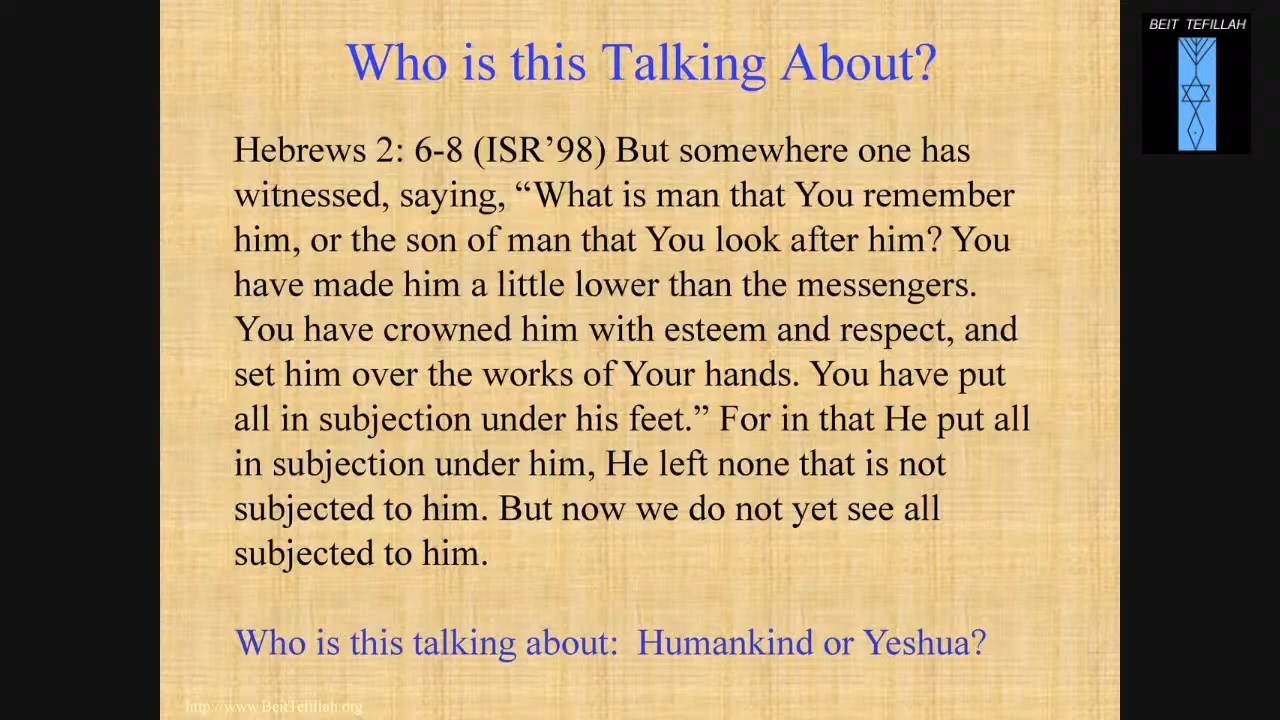 Who is this Talking About?
BEIT TEFILLAH
Hebrews 2: 6-8 (ISR’98) But somewhere one has
witnessed, saying, “What is man that You remember
him, or the son of man that You look after him? You
have made him a little lower than the messengers.
You have crowned him with esteem and respect, and
set him over the works of Your hands. You have put
all in subjection under his feet.” For in that He put all
in subjection under him, He left none that is not
subjected to him. But now we do not yet see all
subjected to him.
Who is this talking about:  Humankind or Yeshua?
http://www.BeitTefillah.org